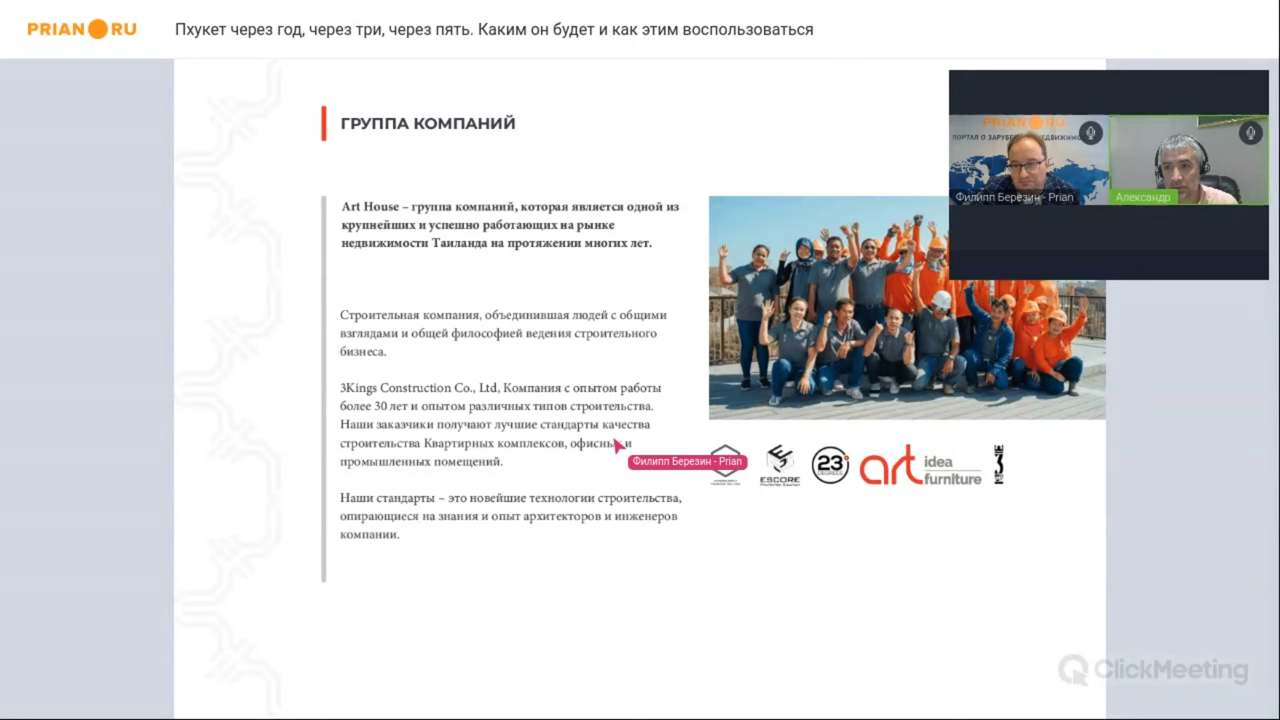 PRIAN RU
Пхукет через год, через три, через пять. Каким он будет и как этим воспользоваться
ГРУППА КОМПАНИЙ
PRIAN RU
Филипп Березин - Prian
Александр
Art House – группа компаний, которая является одной из
крупнейших и успешно работающих на рынке
недвижимости Таиланда на протяжении многих лет.
Строительная компания, объединившая людей с общими
взглядами и общей философией ведения строительного
бизнеса.
3Kings Construction Co., Ltd, Компания с опытом работы
более 30 лет и опытом различных типов строительства.
Наши заказчики получают лучшие стандарты качества
строительства Квартирных комплексов, офисны и
промышленных помещений.
Наши стандарты – это новейшие технологии строительства,
опирающиеся на знания и опыт архитекторов и инженеров
компании.
Филипп Березин - Prian
ESCORE
23
art idea
furniture
ClickMeeting